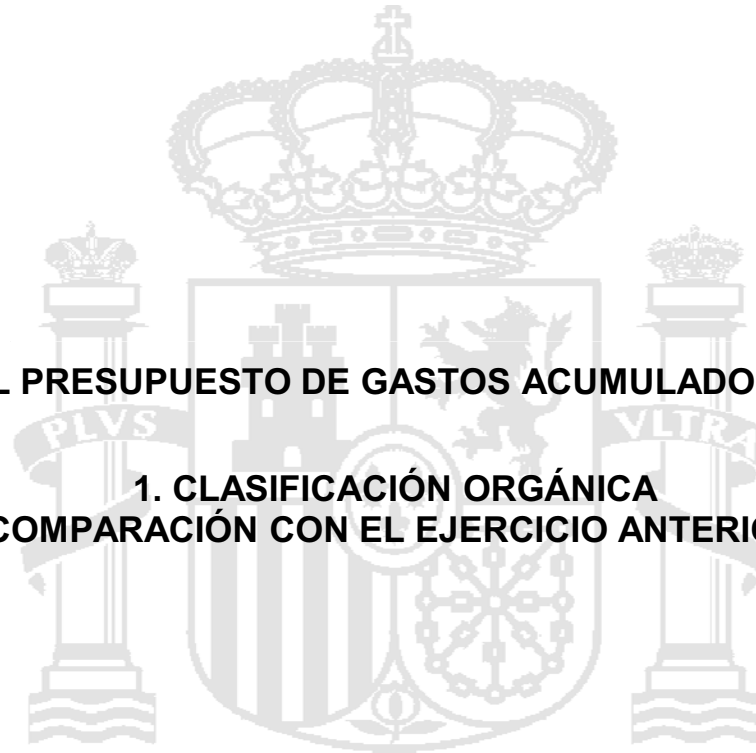 L PRESUPUESTO DE GASTOS ACUMULADO
PLVS
VLTRA
1. CLASIFICACIÓN ORGÁNICA
COMPARACIÓN CON EL EJERCICIO ANTERIO